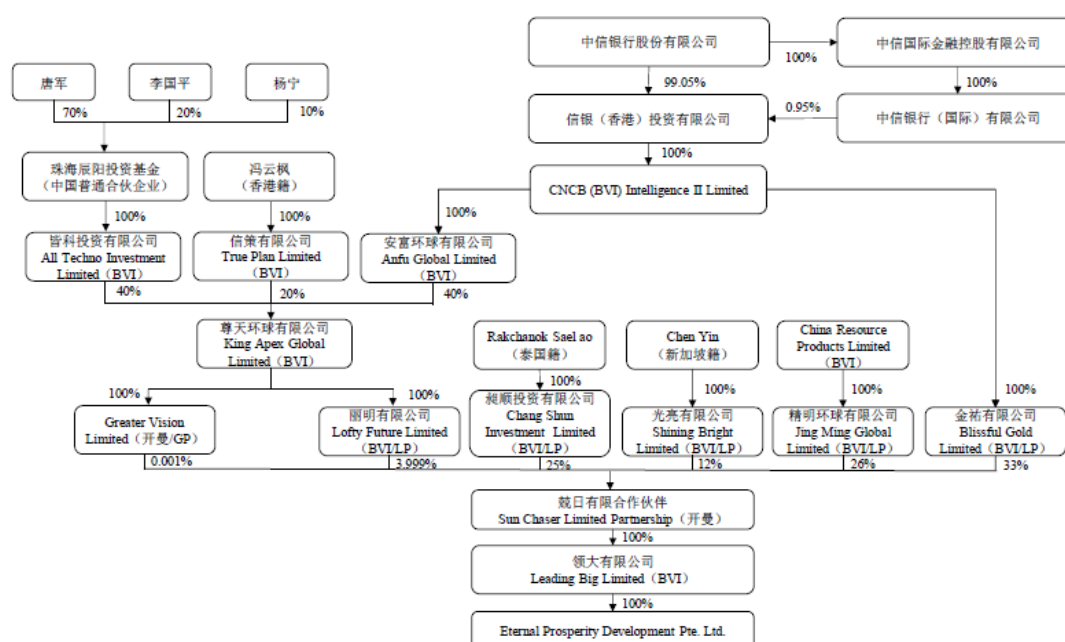 中信银行股份有限公司
中信国际金融控股有限公司
100%
唐军
李国平
杨宁
99.05%
100%
70%
20%
10%
信银（香港）投资有限公司
0.95%
中信银行（国际）有限公司
100%
珠海辰阳投资基金
（中国普通合伙企业）
冯云枫
（香港籍）
CNCB (BVI) Intelligence II Limited
100%
100%
100%
皆科投资有限公司
All Techno Investment
Limited（BVI）
信策有限公司
True Plan Limited
（BVI）
安富环球有限公司
Anfu Global Limited
（BVI）
40%
20%
40%
尊天环球有限公司
King Apex Global
Limited（BVI）
Rakchanok Sael ao
（泰国籍）
Chen Yin
（新加坡籍）
China Resource
Products Limited
（BVI）
100%
100%
100%
100%
100%
100%
Greater Vision
Limited（开曼/GP）
丽明有限公司
Lofty Future Limited
（BVI/LP）
昶顺投资有限公司
Chang Shun
Investment Limited
（BVI/LP）
光亮有限公司
Shining Bright
Limited（BVI/LP）
精明环球有限公司
Jing Ming Global
Limited（BVI/LP）
金祐有限公司
Blissful Gold
Limited（BVI/LP）
0.001%
3.999%
25%
12%
26%
33%
兢日有限合作伙伴
Sun Chaser Limited Partnership（开曼）
100%
领大有限公司
Leading Big Limited（BVI）
100%
Eternal Prosperity Development Pte. Ltd.